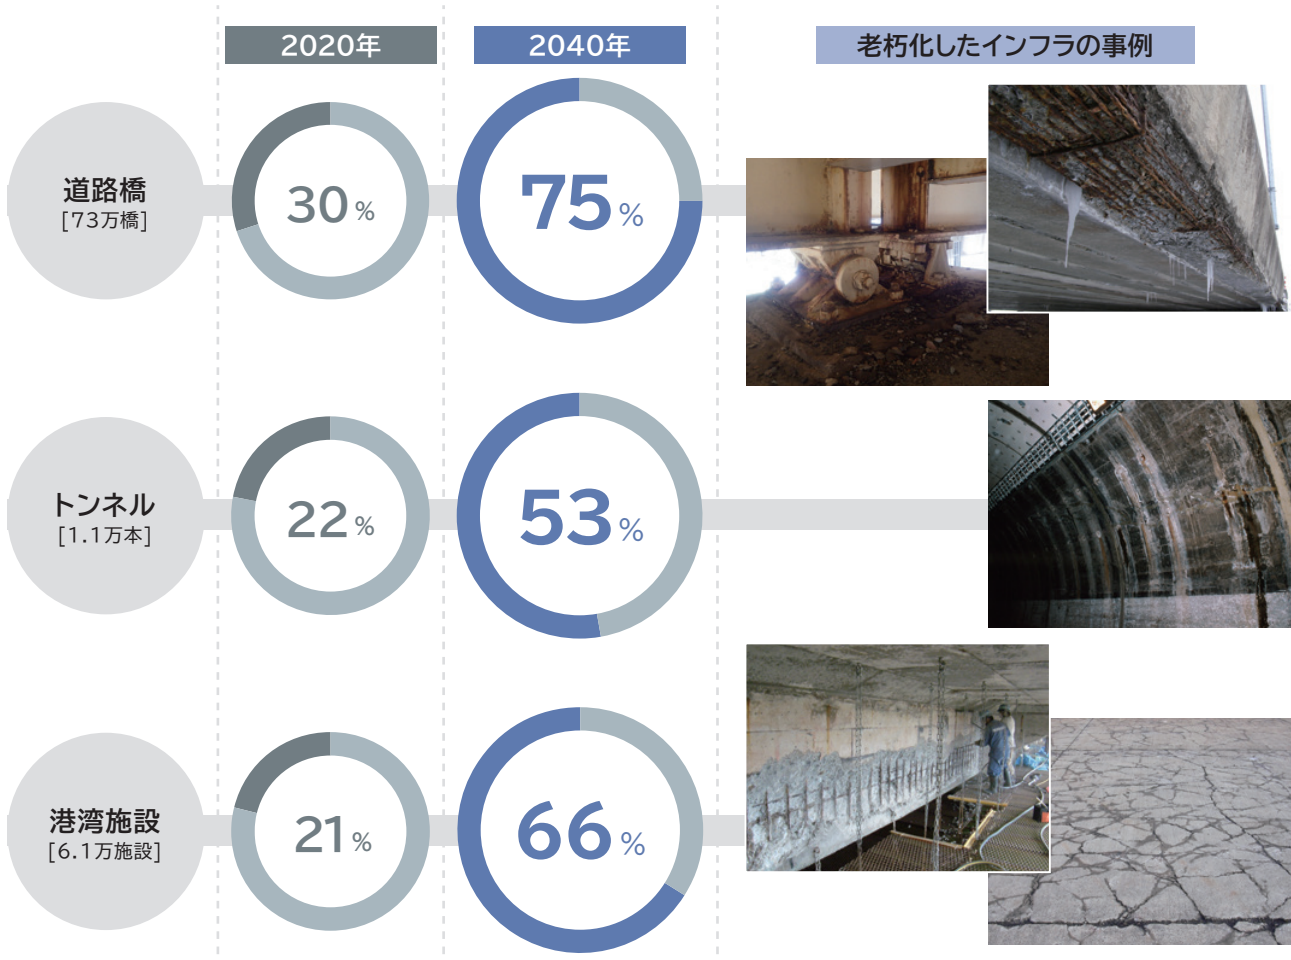 2020年
2040年
老朽化したインフラの事例
道路橋
[73万橋]
30%
75%
トンネル
[1.1万本]
22%
53%
港湾施設
[6.1万施設]
21%
66%